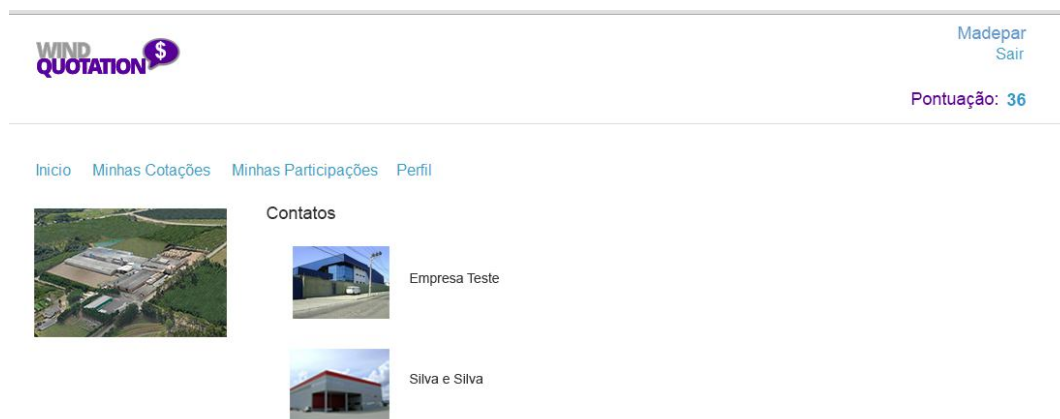 WIND
QUOTATION $
Madepar
Sair
Pontuação: 36
Inicio Minhas Cotações Minhas Participações Perfil
Contatos
Empresa Teste
Silva e Silva